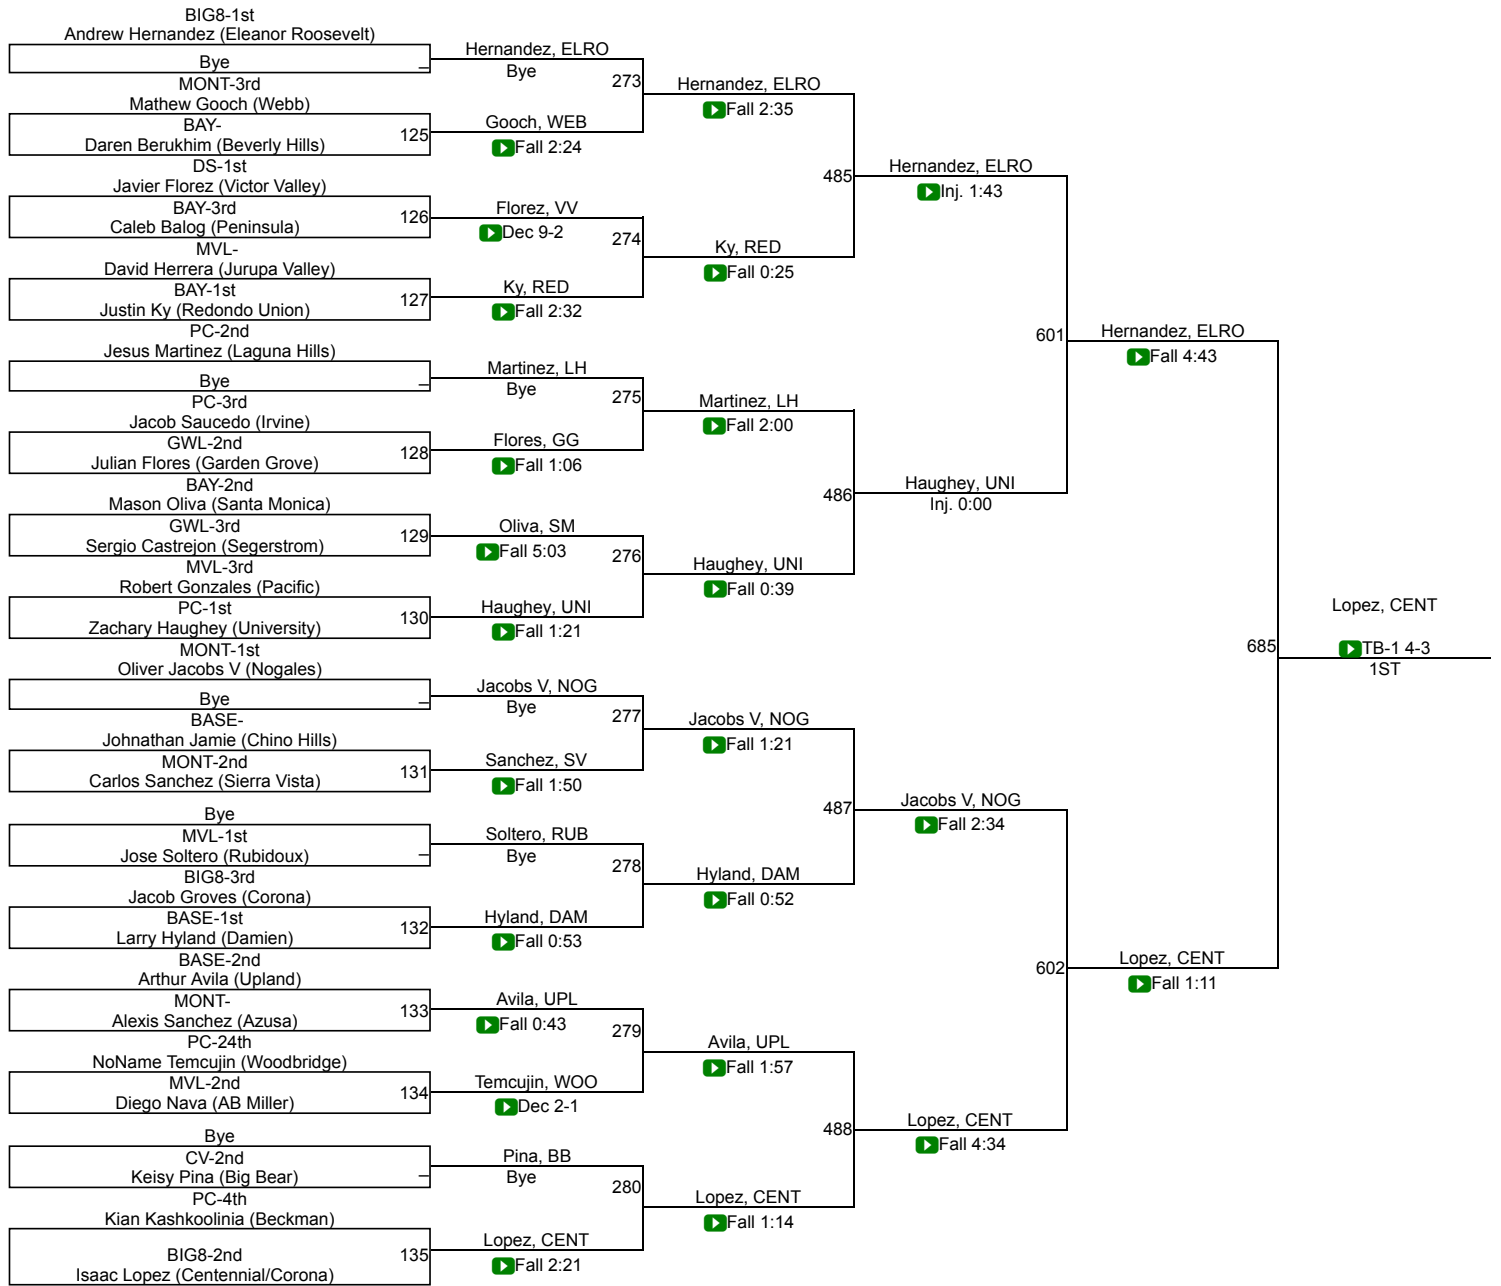 BIG8-1st
Andrew Hernandez (Eleanor Roosevelt)
Bye
MONT-3rd
Mathew Gooch (Webb)
BAY-
Daren Berukhim (Beverly Hills)
125
DS-1st
Javier Florez (Victor Valley)
BAY-3rd
Caleb Balog (Peninsula)
126
MVL-
David Herrera (Jurupa Valley)
BAY-1st
Justin Ky (Redondo Union)
127
PC-2nd
Jesus Martinez (Laguna Hills)
Bye
PC-3rd
Jacob Saucedo (Irvine)
GWL-2nd
Julian Flores (Garden Grove)
128
BAY-2nd
Mason Oliva (Santa Monica)
GWL-3rd
Sergio Castrejon (Segerstrom)
129
MVL-3rd
Robert Gonzales (Pacific)
PC-1st
Zachary Haughey (University)
130
MONT-1st
Oliver Jacobs V (Nogales)
Bye
BASE-
Johnathan Jamie (Chino Hills)
MONT-2nd
Carlos Sanchez (Sierra Vista)
131
Bye
MVL-1st
Jose Soltero (Rubidoux)
BIG8-3rd
Jacob Groves (Corona)
BASE-1st
Larry Hyland (Damien)
132
BASE-2nd
Arthur Avila (Upland)
MONT-
Alexis Sanchez (Azusa)
133
PC-24th
NoName Temcujin (Woodbridge)
MVL-2nd
Diego Nava (AB Miller)
134
Bye
CV-2nd
Keisy Pina (Big Bear)
PC-4th
Kian Kashkoolinia (Beckman)
BIG8-2nd
Isaac Lopez (Centennial/Corona)
135
Hernandez, ELRO
Bye
273
Gooch, WEB
Fall 2:24
Florez, VV
Dec 9-2
274
Ky, RED
Fall 2:32
Martinez, LH
Bye
275
Flores, GG
Fall 1:06
Oliva, SM
Fall 5:03
276
Haughey, UNI
Fall 1:21
Jacobs V, NOG
Bye
277
Sanchez, SV
Fall 1:50
Soltero, RUB
Bye
278
Hyland, DAM
Fall 0:53
Avila, UPL
Fall 0:43
279
Temcujin, WOO
Dec 2-1
Pina, BB
Bye
280
Lopez, CENT
Fall 2:21
Hernandez, ELRO
Fall 2:35
485
Ky, RED
Fall 0:25
Martinez, LH
Fall 2:00
486
Haughey, UNI
Fall 0:39
Jacobs V, NOG
Fall 1:21
487
Hyland, DAM
Fall 0:52
Avila, UPL
Fall 1:57
488
Lopez, CENT
Fall 1:14
Hernandez, ELRO
Inj. 1:43
601
Haughey, UNI
Inj. 0:00
Jacobs V, NOG
Fall 2:34
602
Lopez, CENT
Fall 4:34
Hernandez, ELRO
Fall 4:43
685
Lopez, CENT
Fall 1:11
Lopez, CENT
TB-1 4-3
1ST